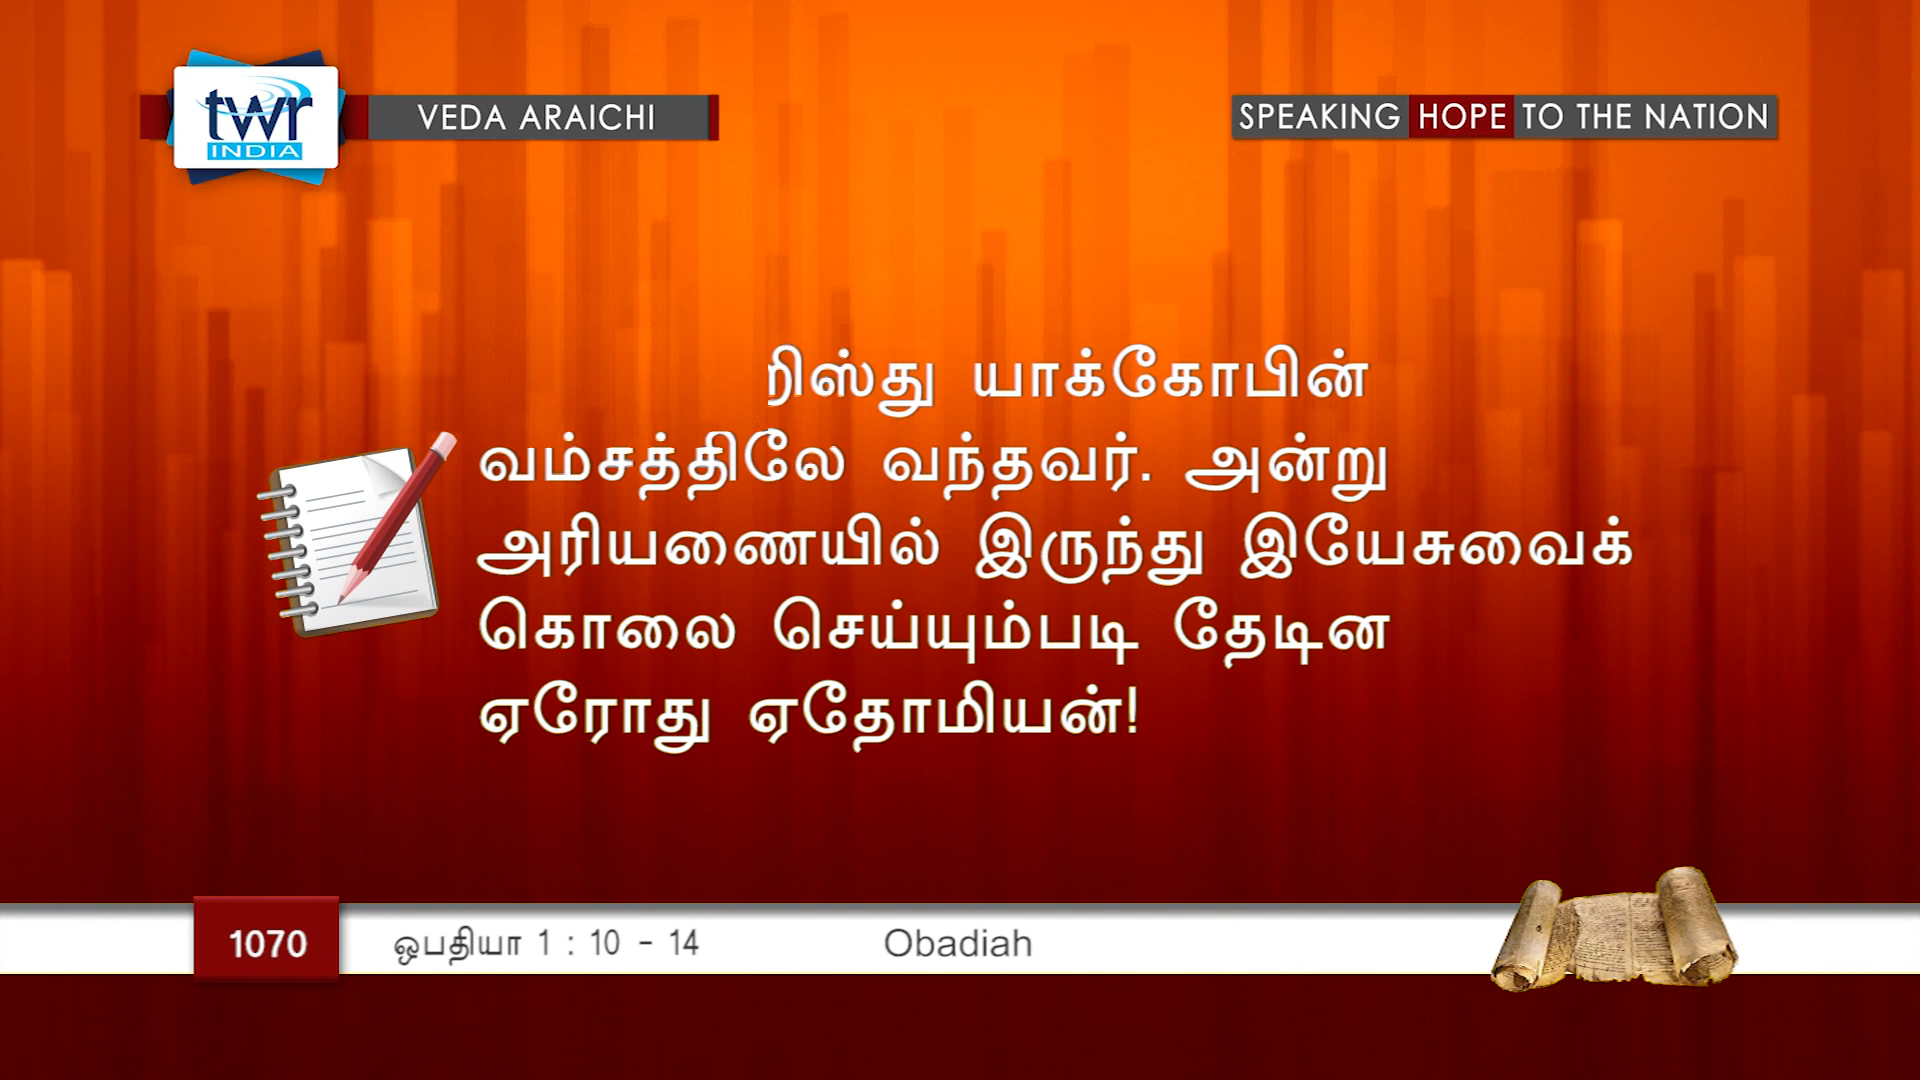 twr
INDIA
VEDA ARAICHI
SPEAKING HOPE TO THE NATION
யாக்கோபின்
வம்சத்திலே வந்தவர். அன்று
அரியணையில் இருந்து இயேசுவைக்
கொலை செய்யும்படி தேடின
ஏரோது ஏதோமியன்!
1070
ஒபதியா 1 : 10 - 14
Obadiah